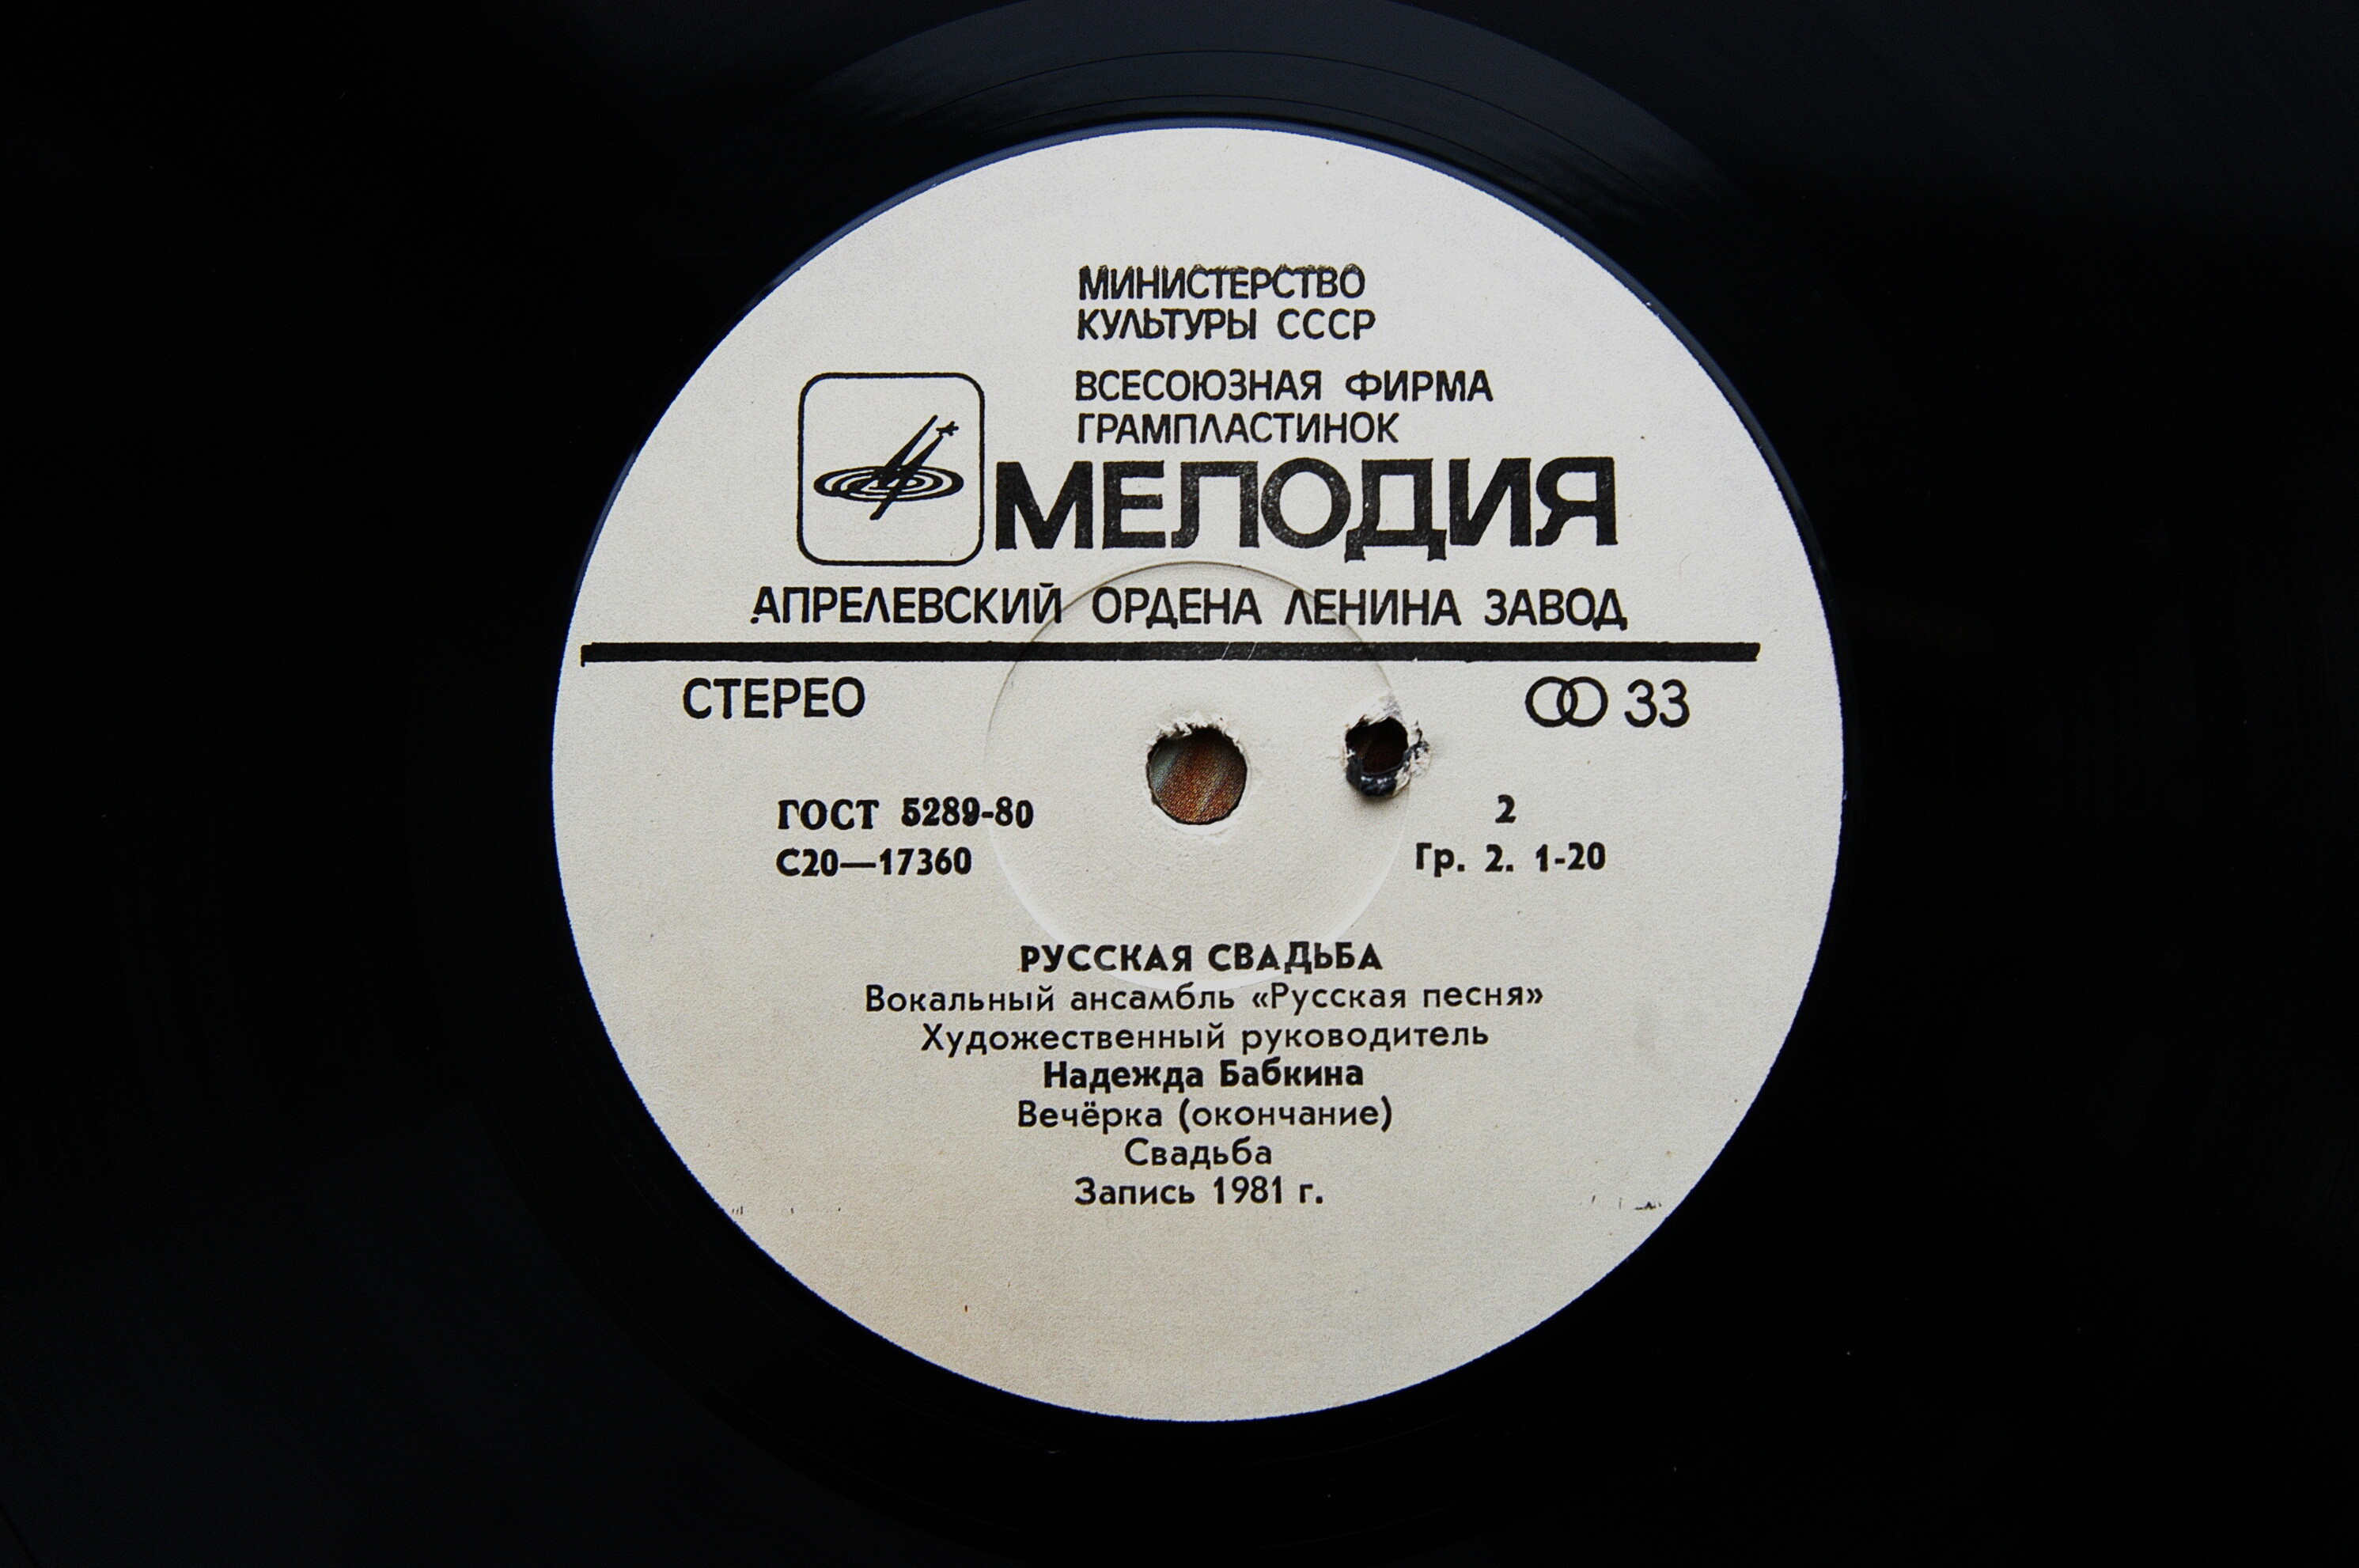 МИНИСТЕРСТВО
КУЛЬТУРЫ СССР
ВСЕСОЮЗНАЯ ФИРМА
ГРАМПЛАСТИНОК
МЕЛОДИЯ
АПРЕЛЕВСКИЙ ОРДЕНА ЛЕНИНА ЗАВОД
СТЕРЕО
33
ГОСТ 5289-80
2
С20—17360
Гр. 2. 1-20
РУССКАЯ СВАДЬБА
Вокальный ансамбль «Русская песня»
Художественный руководитель
Надежда Бабкина
Вечёрка (окончание)
Свадьба
Запись 1981 г.